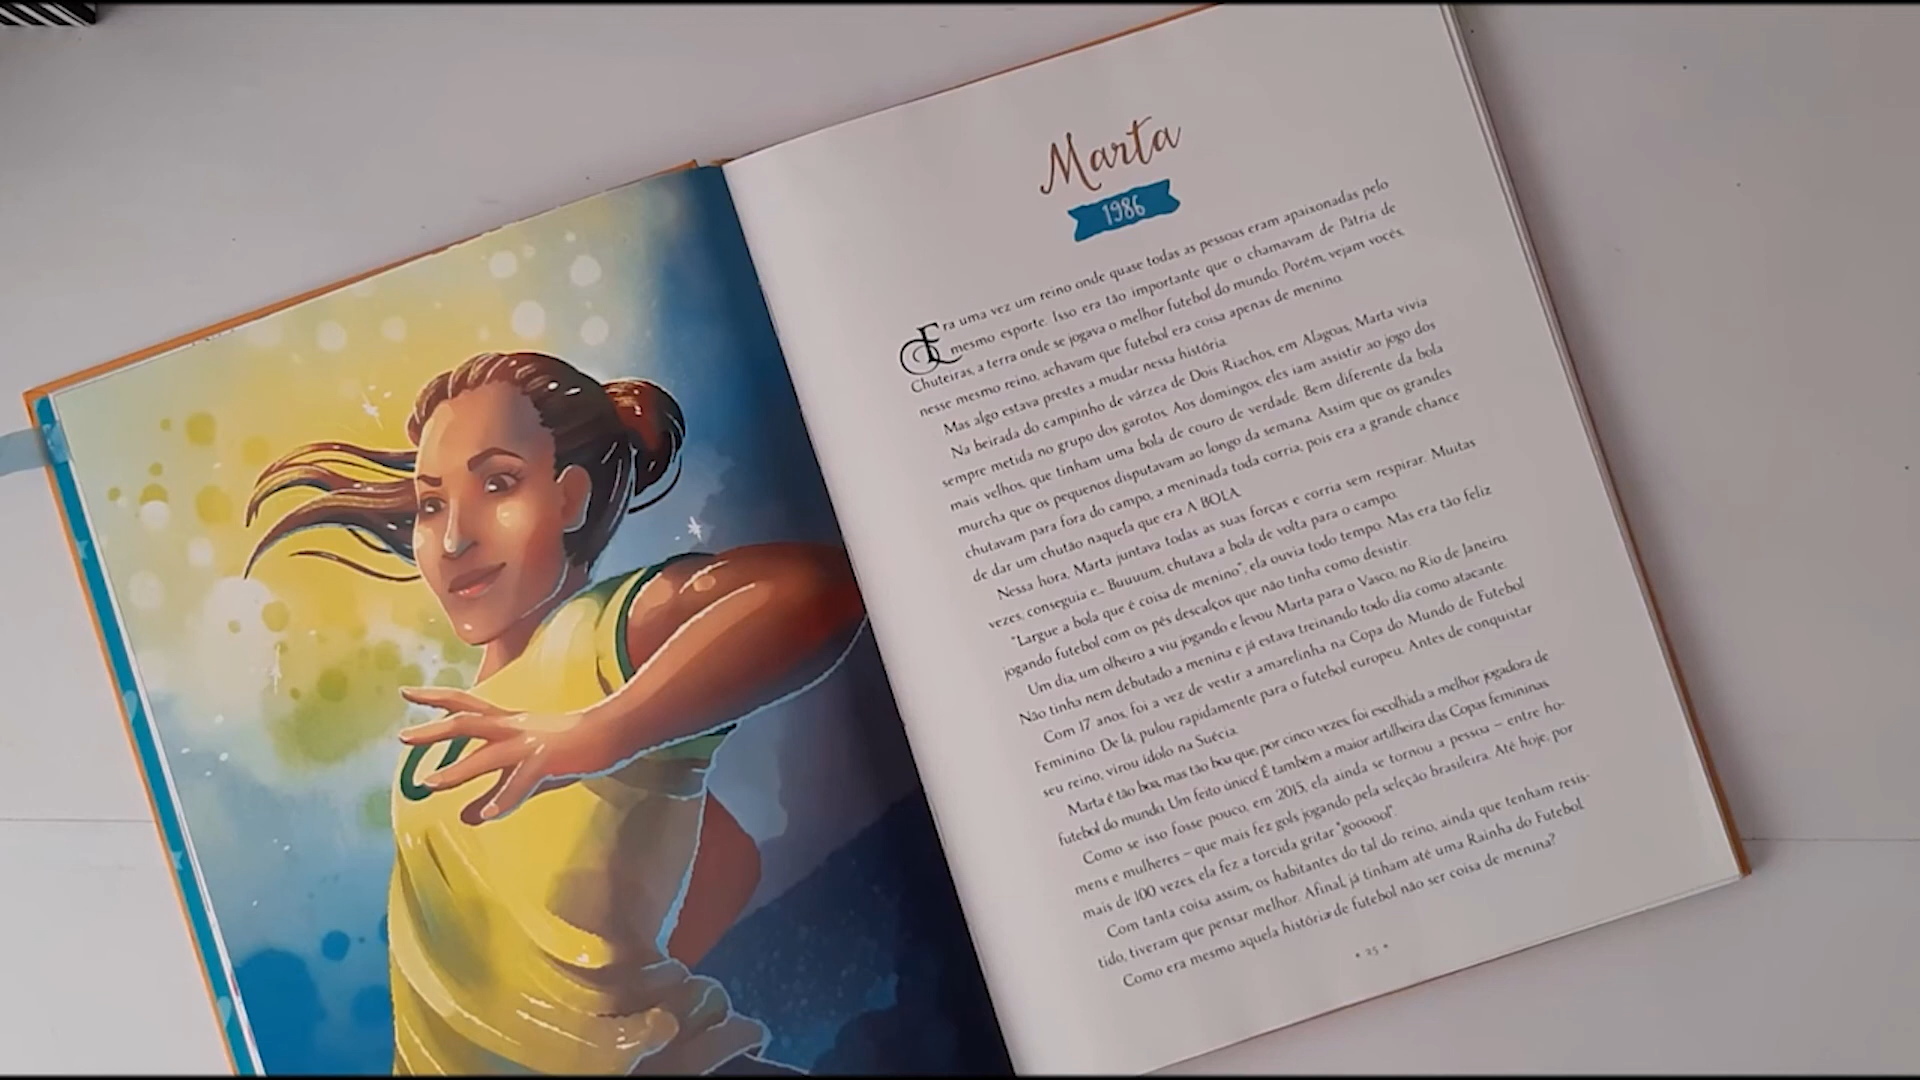 Marta
1986
Era uma vez um reino onde quase todas as pessoas eram apaixonadas pelo
mesmo esporte. Isso era tão importante que o chamavam de Pátria de
Chuteiras, a terra onde se jogava o melhor futebol do mundo. Porém, vejam vocês,
nesse mesmo reino, achavam que futebol era coisa apenas de menino.
Mas algo estava prestes a mudar nessa história.
Na beirada do campinho de várzea de Dois Riachos, em Alagoas, Marta vivia
sempre metida no grupo dos garotos. Aos domingos, eles iam assistir ao jogo dos
mais velhos, que tinham uma bola de couro de verdade. Bem diferente da bola
murcha que os pequenos disputavam ao longo da semana. Assim que os grandes
chutavam para fora do campo, a meninada toda corria, pois era a grande chance
de dar um chutão naquela que era A BOLA.
Nessa hora, Marta juntava todas as suas forças e corria sem respirar. Muitas
vezes, conseguia e... Buuuum, chutava a bola de volta para o campo.
"Largue a bola que é coisa de menino", ela ouvia todo tempo. Mas era tão feliz
jogando futebol com os pés descalços que não tinha como desistir.
Um dia, um olheiro a viu jogando e levou Marta para o Vasco, no Rio de Janeiro.
Não tinha nem debutado a menina e já estava treinando todo dia como atacante.
Com 17 anos, foi a vez de vestir a amarelinha na Copa do Mundo de Futebol
Feminino. De lá, pulou rapidamente para o futebol europeu. Antes de conquistar
seu reino, virou ídolo na Suécia.
Marta é tão boa, mas tão boa que, por cinco vezes, foi escolhida a melhor jogadora de
futebol do mundo. Um feito único! É também a maior artilheira das Copas femininas.
Como se isso fosse pouco, em 2015, ela ainda se tornou a pessoa – entre ho-
mens e mulheres – que mais fez gols jogando pela seleção brasileira. Até hoje, por
mais de 100 vezes, ela fez a torcida gritar "gooool".
Com tanta coisa assim, os habitantes do tal do reino, ainda que tenham resis-
tido, tiveram que pensar melhor. Afinal, já tinham até uma Rainha do Futebol.
Como era mesmo aquela história de futebol não ser coisa de menina?
• 25 •